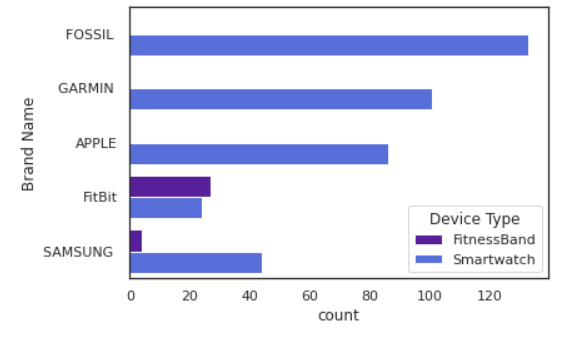 FOSSIL
GARMIN
APPLE
FitBit
SAMSUNG
Brand Name
Device Type
FitnessBand
Smartwatch
0 20 40 60 80 100 120
count